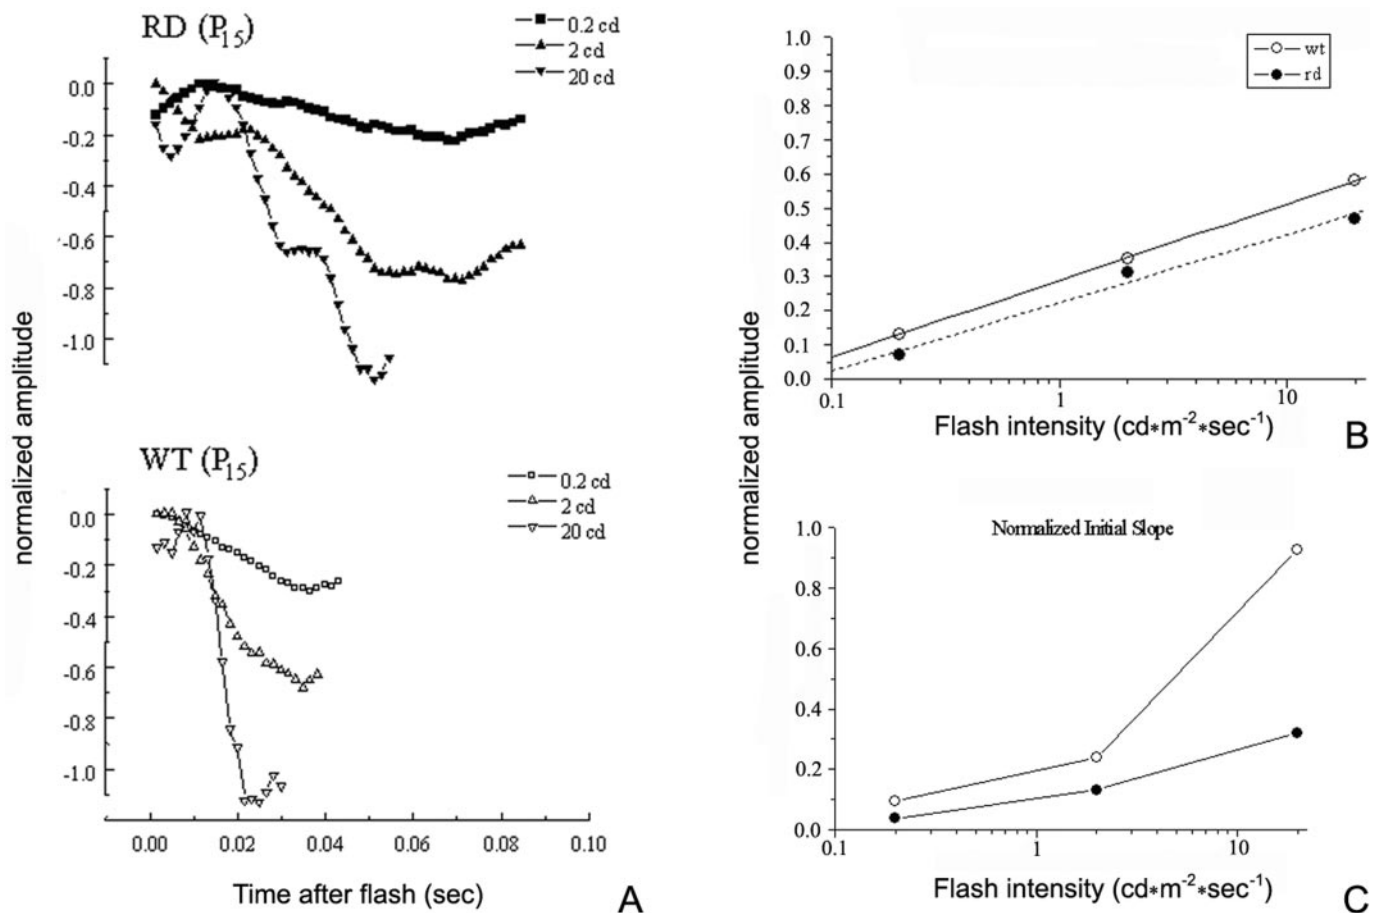 RD (P15)
0.2 cd
2 cd
20 cd
0.0
-0.2
-0.4
-0.6
-0.8
-1.0
normalized amplitude
WT (P15)
0.2 cd
2 cd
20 cd
0.0
-0.2
-0.4
-0.6
-0.8
-1.0
0.00
0.02
0.04
0.06
0.08
0.10
Time after flash (sec)
A
1.0
0.9
0.8
0.7
0.6
0.5
0.4
0.3
0.2
0.1
0.0
wt
rd
0.1
1
10
Flash intensity (cd*m-2*sec-1)
B
normalized amplitude
Normalized Initial Slope
1.0
0.8
0.6
0.4
0.2
0.0
0.1
1
10
Flash intensity (cd*m-2*sec-1)
C